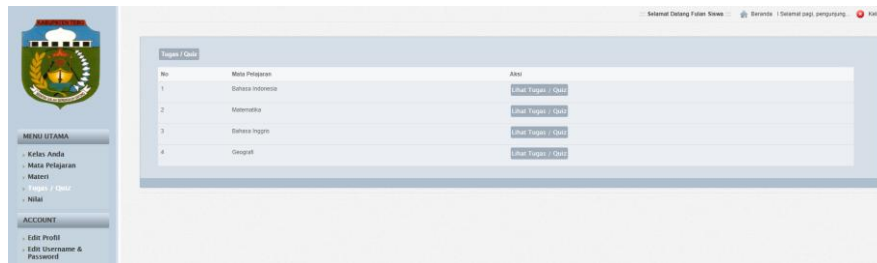 KABUPATEN TEBO
::: Selamat Datang Fulan Siswa :::
Beranda | Selamat pagi, pengunjung...
Tugas / Quiz
No Mata Pelajaran Aksi
1 Bahasa Indonesia Lihat Tugas / Quiz
2 Matematika Lihat Tugas / Quiz
3 Bahasa Inggris Lihat Tugas / Quiz
4 Geografi Lihat Tugas / Quiz
MENU UTAMA
Kelas Anda
Mata Pelajaran
Materi
Tugas / Quiz
Nilai
ACCOUNT
Edit Profil
Edit Username &
Password